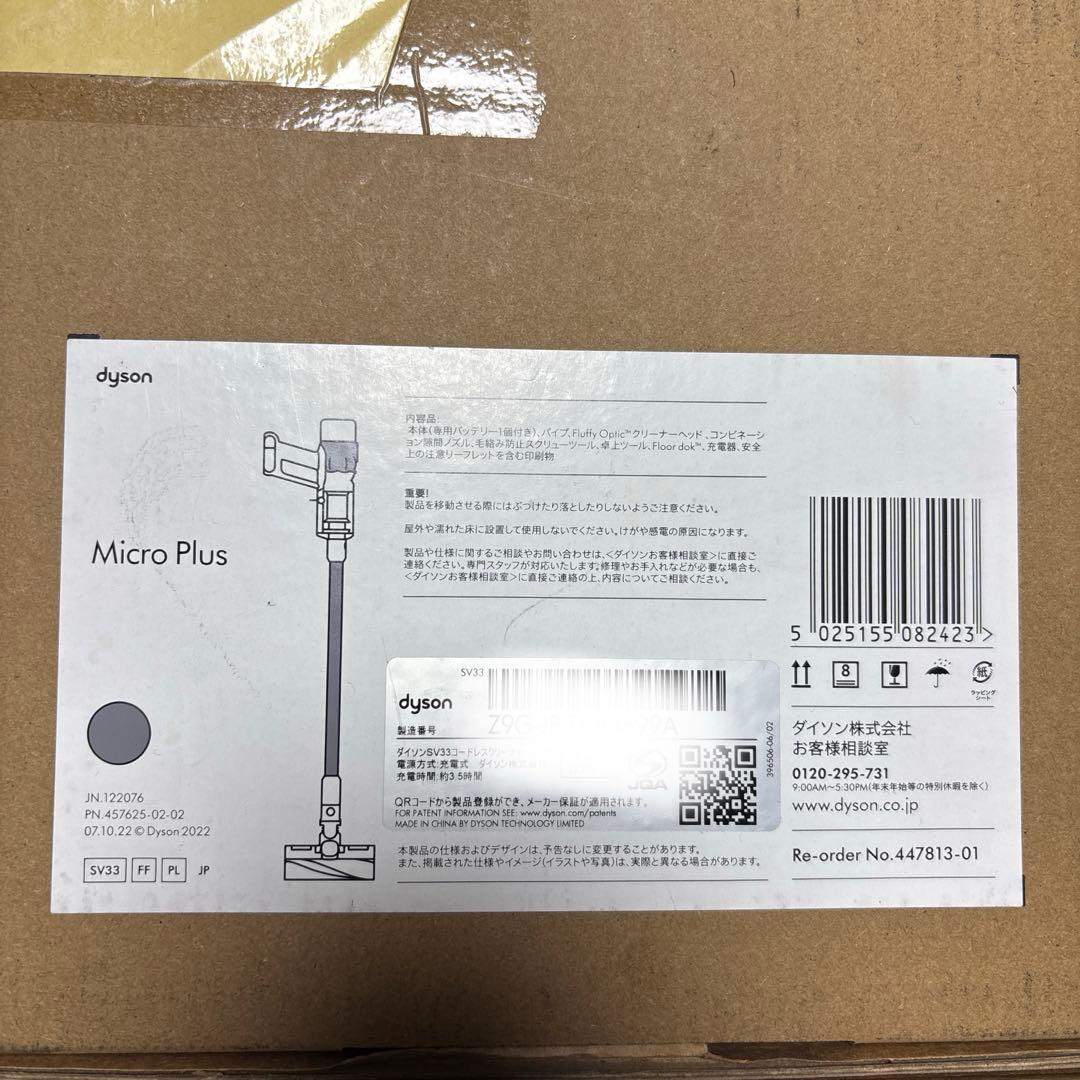 dyson
Micro Plus
JN.122076
PN.457625-02-02
07.10.22 © Dyson 2022
SV33 FF PL JP
内容品:
本体(専用バッテリー1個付き)、パイプ、Fluffy Optic™クリーナーヘッド、コンビネーシ
ョン隙間ノズル、毛絡み防止スクリューツール、卓上ツール、Floor dok™、充電器、安全
上の注意リーフレットを含む印刷物
重要!
製品を移動させる際にはぶつけたり落としたりしないようご注意ください。
屋外や濡れた床に設置して使用しないでください。けがや感電の原因になります。
製品や仕様に関するご相談やお問い合わせは、<ダイソンお客様相談室>に直接ご
連絡ください。専門スタッフが対応いたします。修理やお手入れなどが必要な場合も、
<ダイソンお客様相談室>に直接ご連絡の上、内容についてご相談ください。
SV33
dyson
製造番号
ダイソンSV33コードレスクリーナ
電源方式:充電式 ダイソン株式会社
充電時間:約3.5時間
JQA
QRコードから製品登録ができ、メーカー保証が適用されます。
FOR PATENT INFORMATION SEE: www.dyson.com/patents
MADE IN CHINA BY DYSON TECHNOLOGY LIMITED
396506-06/02
本製品の仕様およびデザインは、予告なしに変更することがあります。
また、掲載された仕様やイメージ(イラストや写真)は、実際と異なる場合があります。
5 025155 082423 >
8
紙
ラッピング
シート
ダイソン株式会社
お客様相談室
0120-295-731
9:00AM〜5:30PM(年末年始等の特別休暇を除く)
www.dyson.co.jp
Re-order No.447813-01